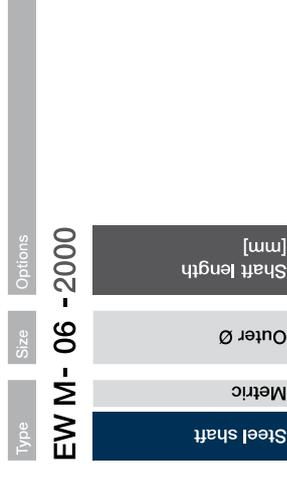 Type
Size
Options
EW M- 06 -2000
Steel shaft
Metric
Outer Ø
Shaft length
[mm]